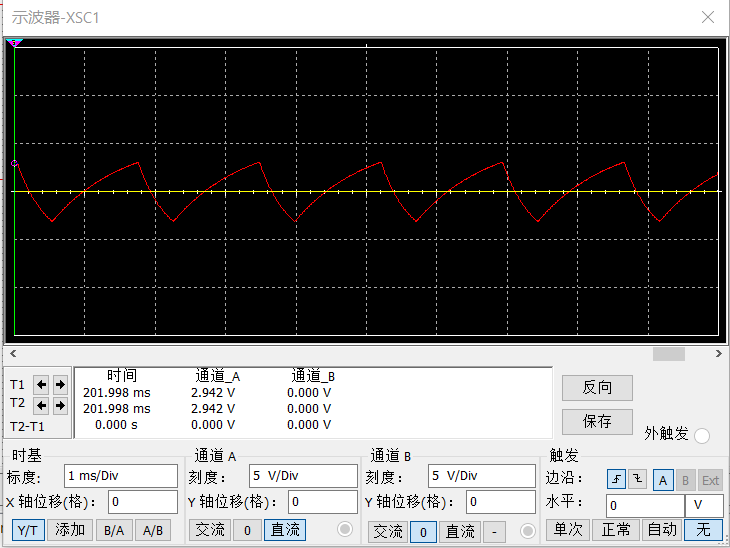 示波器-XSC1
时间 通道_A 通道_B
T1 201.998 ms 2.942 V 0.000 V
T2 201.998 ms 2.942 V 0.000 V
T2-T1 0.000 s 0.000 V 0.000 V
反向
保存
外触发
时基 通道 A 通道 B 触发
标度: 1 ms/Div 刻度： 5 V/Div 刻度： 5 V/Div 边沿： A B Ext
X 轴位移(格)： 0 Y 轴位移(格)： 0 Y 轴位移(格)： 0 水平： 0 V
Y/T 添加 B/A A/B 交流 0 直流 交流 0 直流 - 单次 正常 自动 无